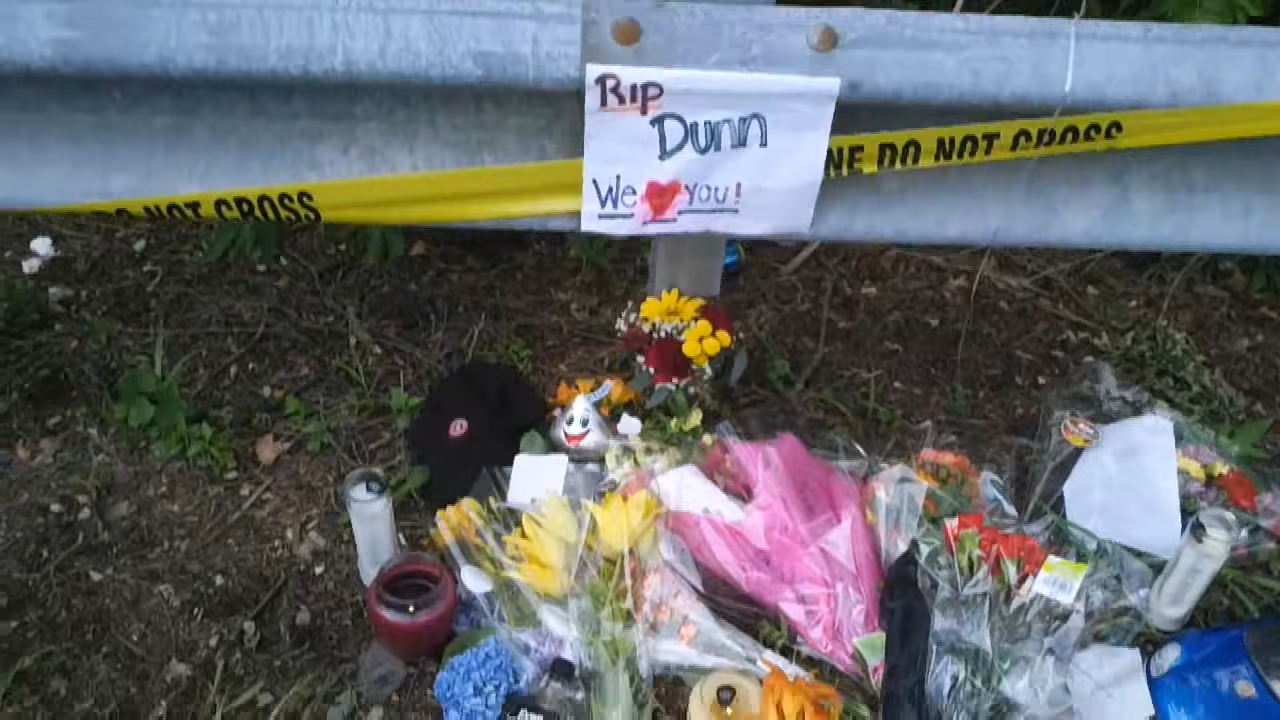 RIP
Dunn
We ❤ You!
NE DO NOT CROSS
DO NOT CROSS